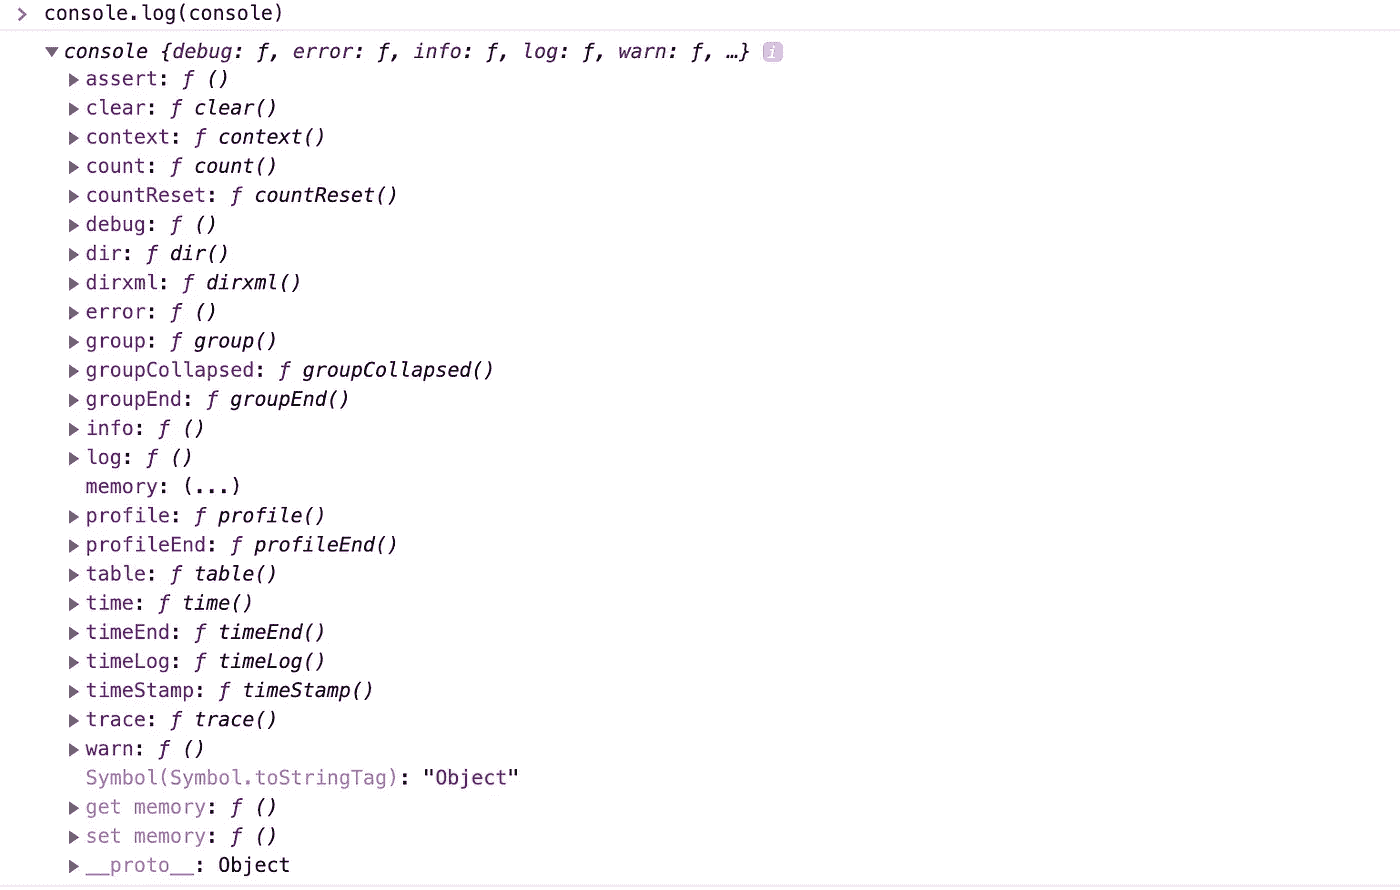 > console.log(console)
▼console {debug: ƒ, error: ƒ, info: ƒ, log: ƒ, warn: ƒ, …} i
▶assert: ƒ ()
▶clear: ƒ clear()
▶context: ƒ context()
▶count: ƒ count()
▶countReset: ƒ countReset()
▶debug: ƒ ()
▶dir: ƒ dir()
▶dirxml: ƒ dirxml()
▶error: ƒ ()
▶group: ƒ group()
▶groupCollapsed: ƒ groupCollapsed()
▶groupEnd: ƒ groupEnd()
▶info: ƒ ()
▶log: ƒ ()
memory: (...)
▶profile: ƒ profile()
▶profileEnd: ƒ profileEnd()
▶table: ƒ table()
▶time: ƒ time()
▶timeEnd: ƒ timeEnd()
▶timeLog: ƒ timeLog()
▶timeStamp: ƒ timeStamp()
▶trace: ƒ trace()
▶warn: ƒ ()
Symbol(Symbol.toStringTag): "Object"
▶get memory: ƒ ()
▶set memory: ƒ ()
▶__proto__: Object